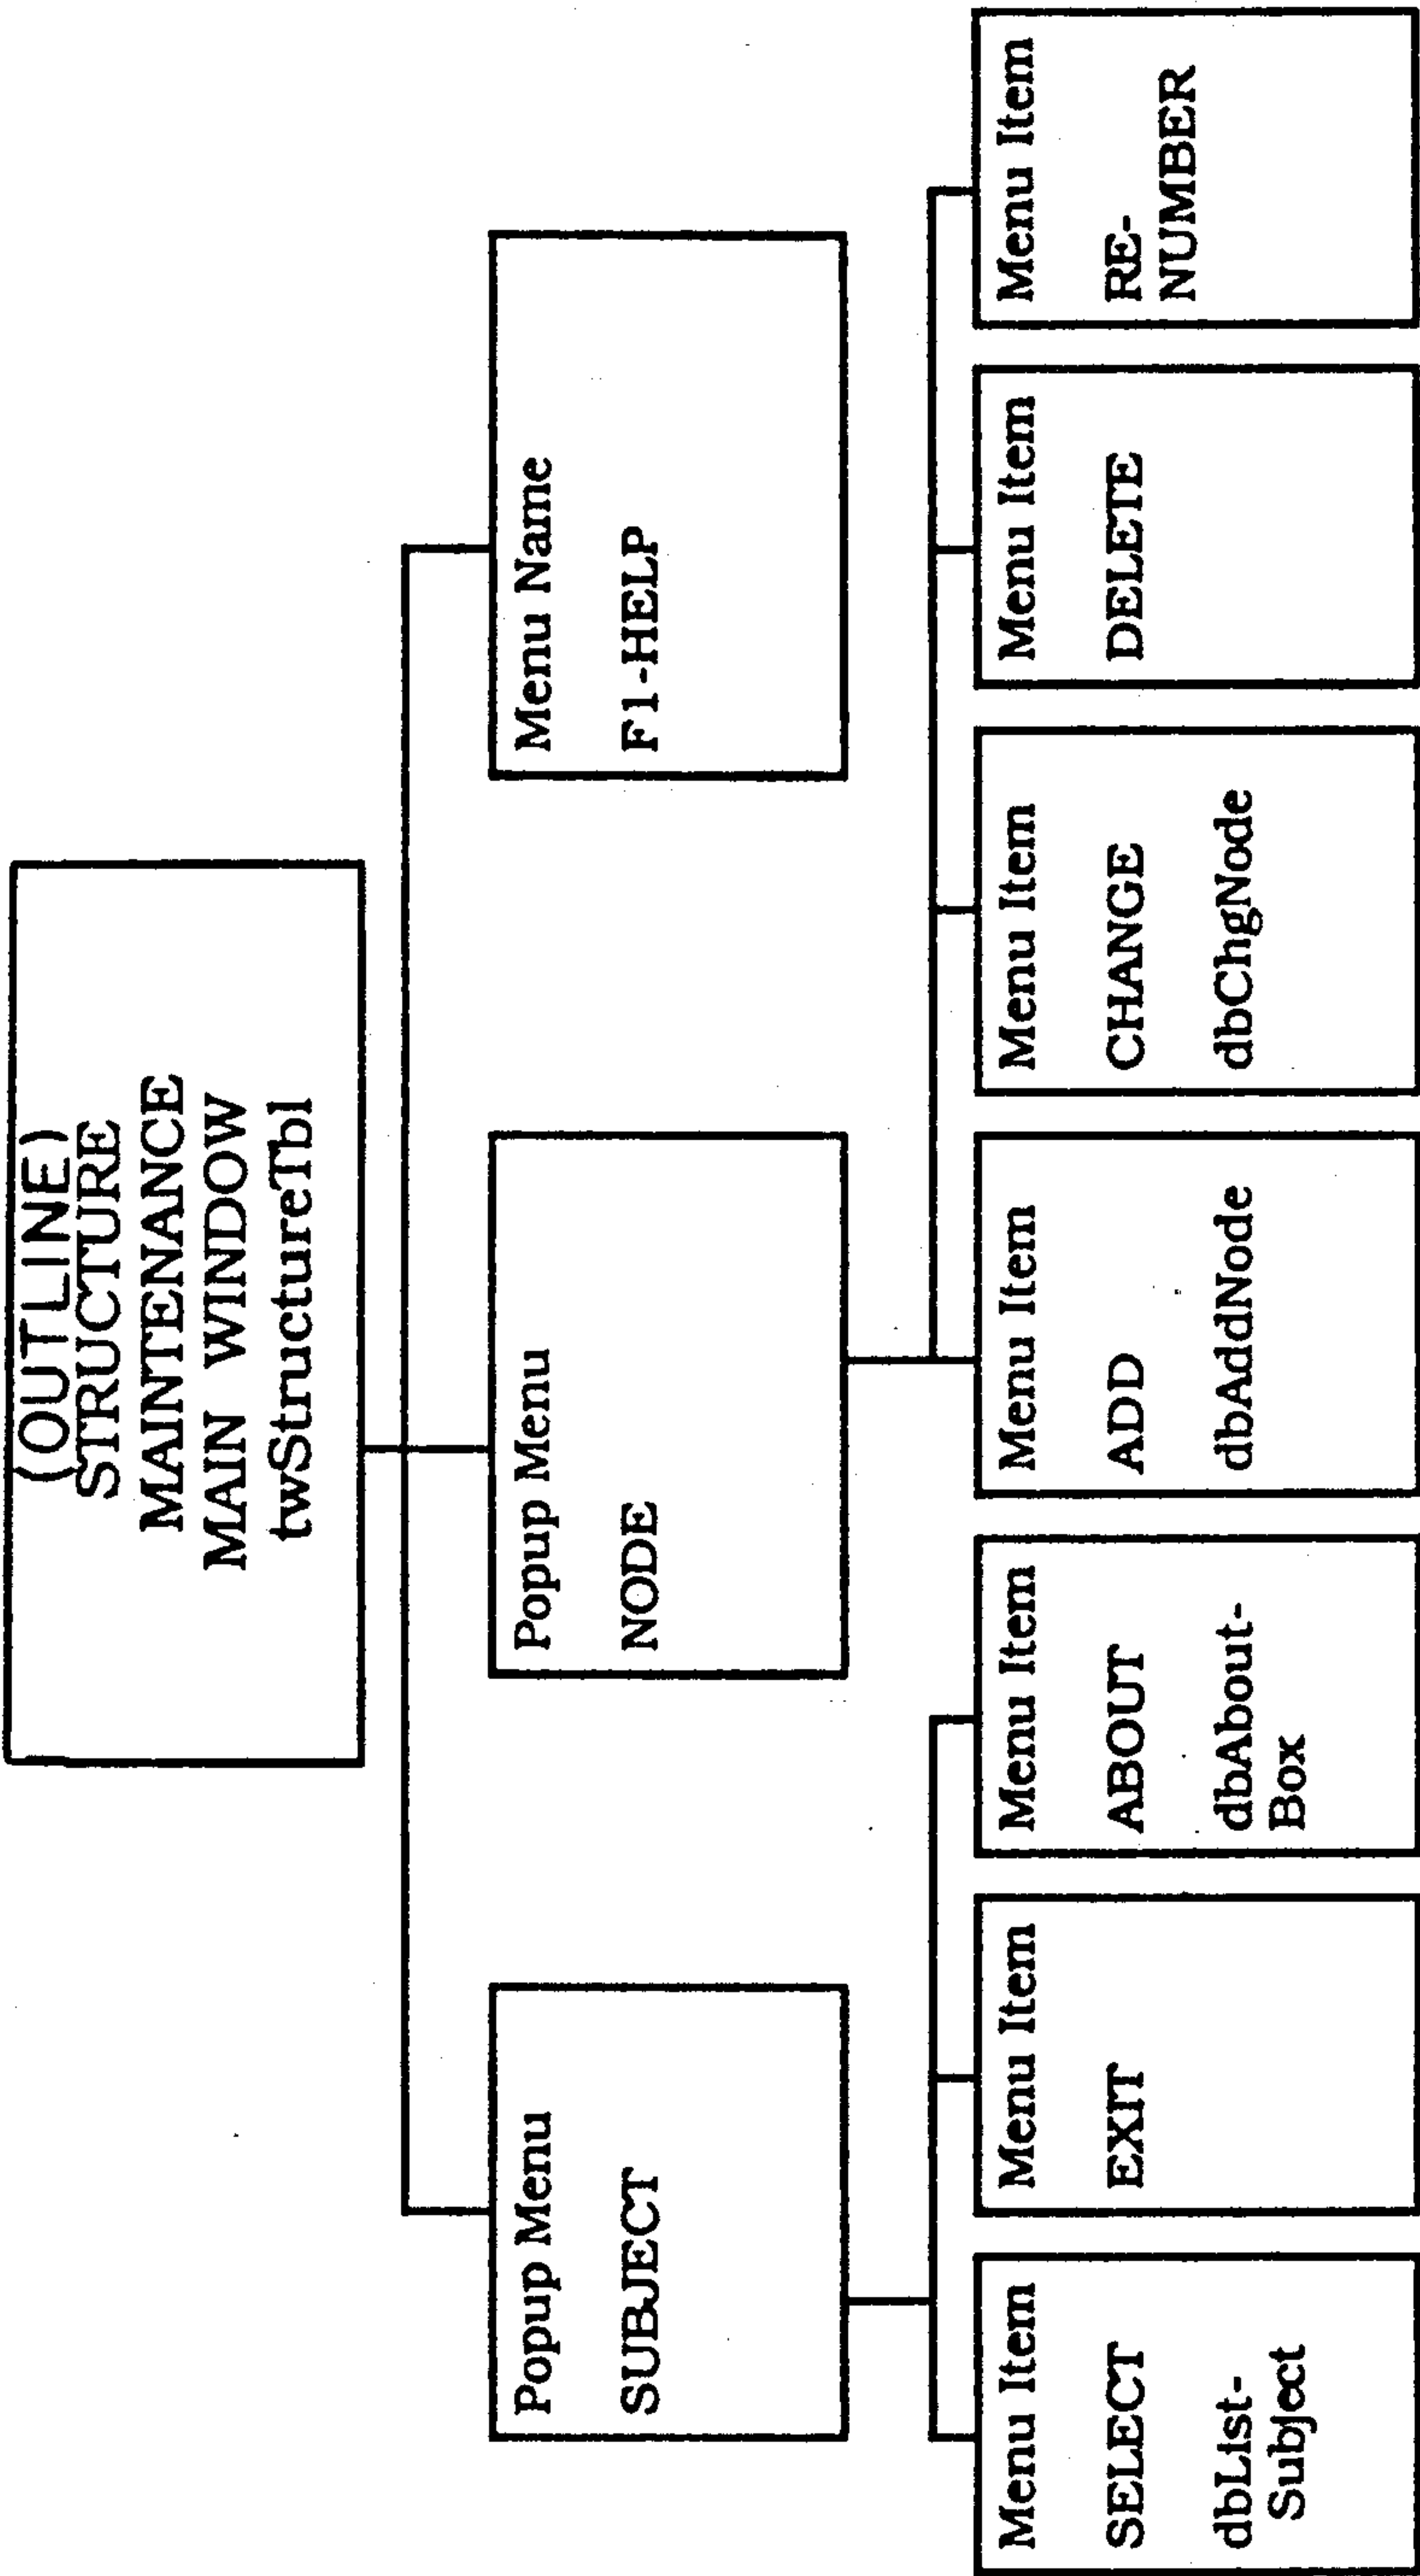 (OUTLINE)
STRUCTURE
MAINTENANCE
MAIN WINDOW
twStructureTbl
Popup Menu
SUBJECT
Popup Menu
NODE
Menu Name
F1-HELP
Menu Item
SELECT
dbList-
Subject
Menu Item
EXIT
Menu Item
ABOUT
dbAbout-
Box
Menu Item
ADD
dbAddNode
Menu Item
CHANGE
dbChgNode
Menu Item
DELETE
Menu Item
RE-
NUMBER